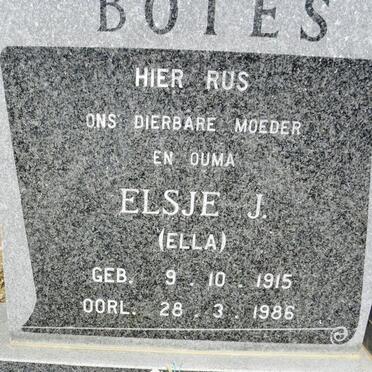 BOTES
HIER RUS
ONS DIERBARE MOEDER
EN OUMA
ELSJE J.
(ELLA)
GEB. 9. 10. 1915
OORL. 28. 3. 1986